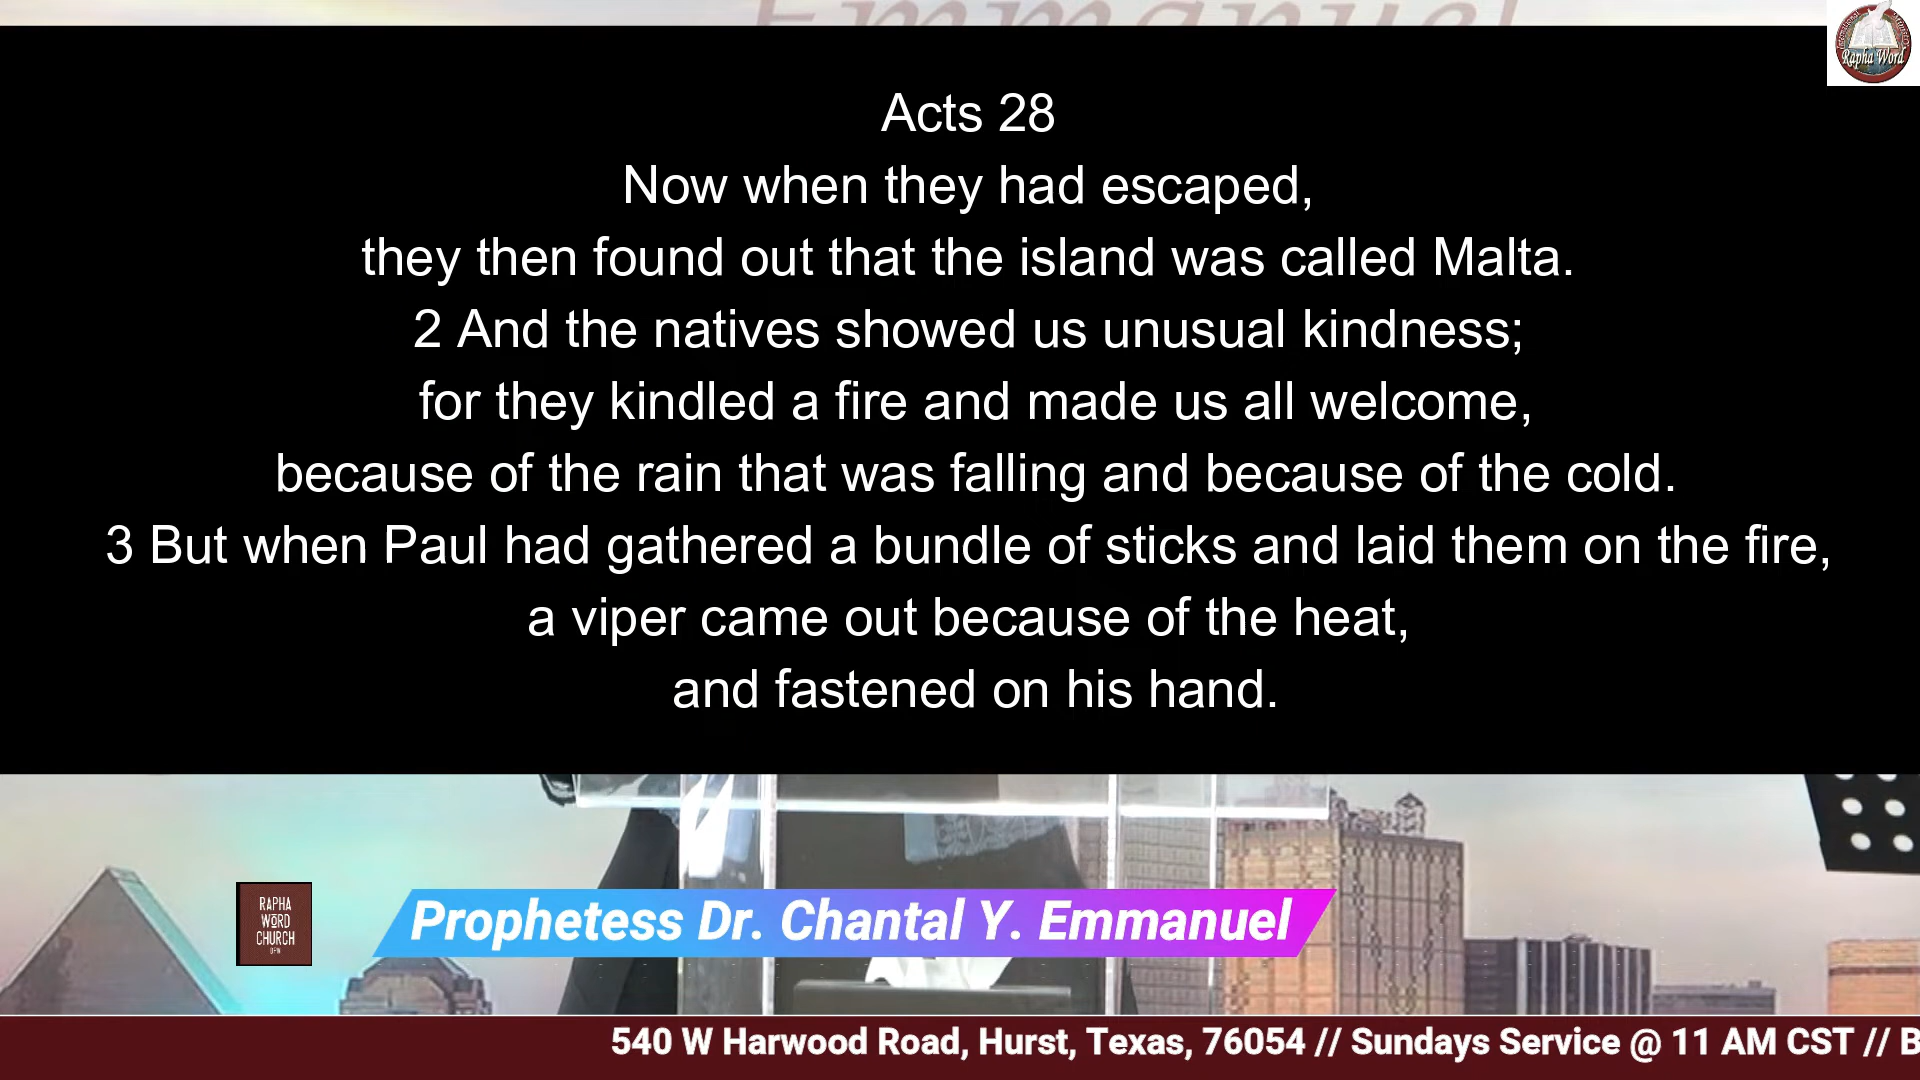 Emmanuel
Rapha Word
Acts 28
Now when they had escaped,
they then found out that the island was called Malta.
2 And the natives showed us unusual kindness;
for they kindled a fire and made us all welcome,
because of the rain that was falling and because of the cold.
3 But when Paul had gathered a bundle of sticks and laid them on the fire,
a viper came out because of the heat,
and fastened on his hand.
RAPHA
WORD
CHURCH
DFW
Prophetess Dr. Chantal Y. Emmanuel
540 W Harwood Road, Hurst, Texas, 76054 // Sundays Service @ 11 AM CST // B